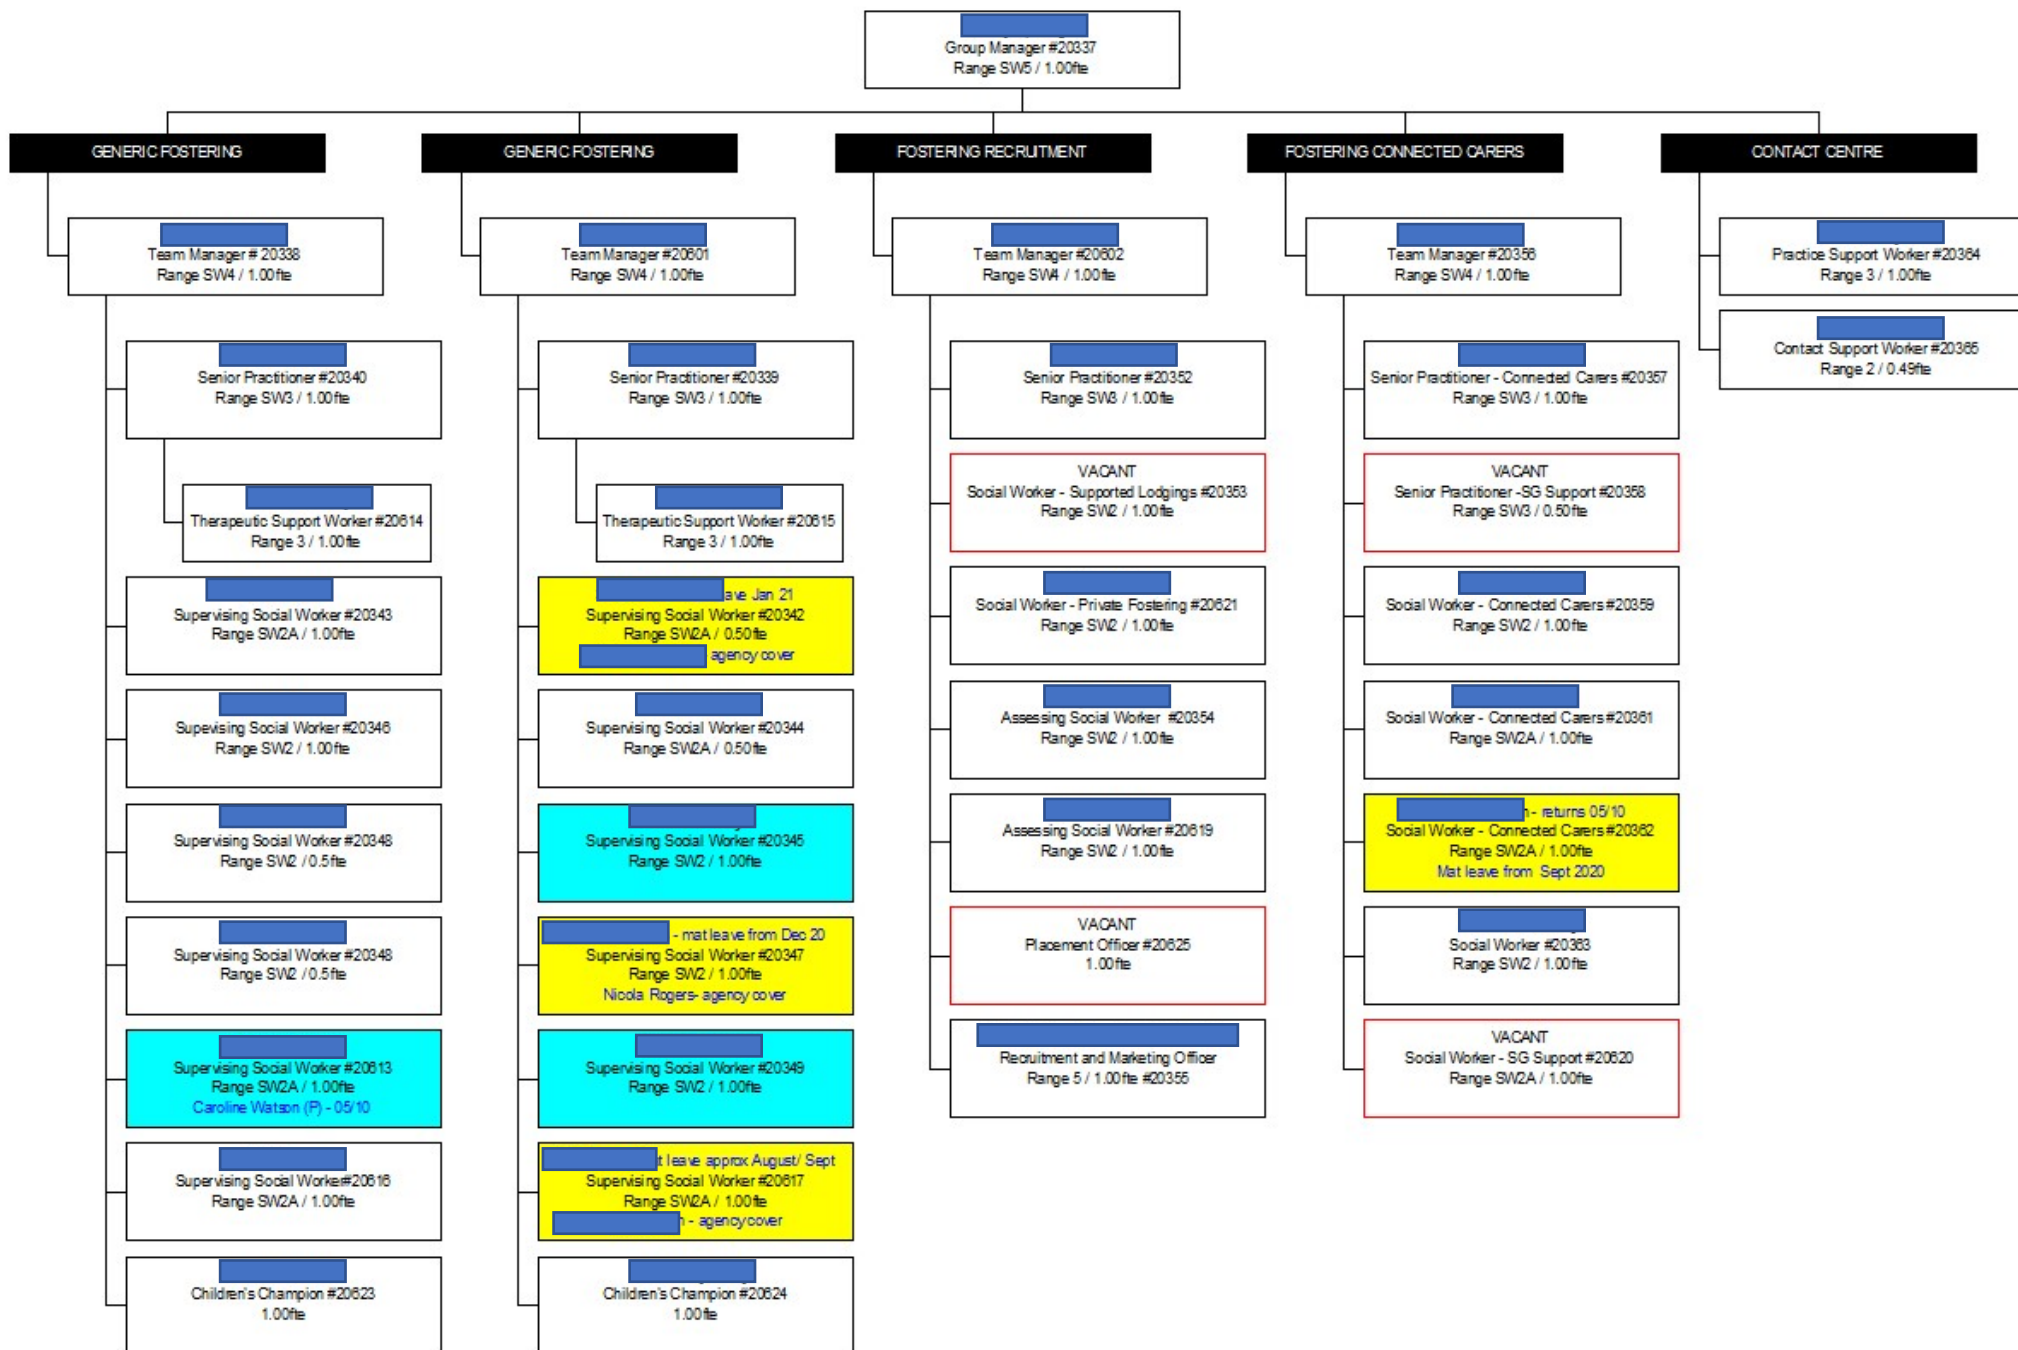 Group Manager #20337
Range SW5 / 1.00fte
GENERIC FOSTERING
Team Manager # 20338
Range SW4 / 1.00fte
Senior Practitioner #20340
Range SW3 / 1.00fte
Therapeutic Support Worker #20614
Range 3 / 1.00fte
Supervising Social Worker #20343
Range SW2A / 1.00fte
Supevising Social Worker #20346
Range SW2 / 1.00fte
Supervising Social Worker #20348
Range SW2 / 0.5fte
Supervising Social Worker #20348
Range SW2 / 0.5fte
Supervising Social Worker #20613
Range SW2A / 1.00fte
Caroline Watson (P) - 05/10
Supervising Social Worker#20616
Range SW2A / 1.00fte
Children's Champion #20623
1.00fte
GENERIC FOSTERING
Team Manager #20601
Range SW4 / 1.00fte
Senior Practitioner #20339
Range SW3 / 1.00fte
Therapeutic Support Worker #20615
Range 3 / 1.00fte
ave Jan 21
Supervising Social Worker #20342
Range SW2A / 0.50fte
agency cover
Supervising Social Worker #20344
Range SW2A / 0.50fte
Supervising Social Worker #20345
Range SW2 / 1.00fte
- mat leave from Dec 20
Supervising Social Worker #20347
Range SW2 / 1.00fte
Nicola Rogers- agency cover
Supervising Social Worker #20349
Range SW2 / 1.00fte
t leave approx August/ Sept
Supervising Social Worker #20617
Range SW2A / 1.00fte
- agency cover
Children's Champion #20624
1.00fte
FOSTERING RECRUITMENT
Team Manager #20602
Range SW4 / 1.00fte
Senior Practitioner #20352
Range SW3 / 1.00fte
VACANT
Social Worker - Supported Lodgings #20353
Range SW2 / 1.00fte
Social Worker - Private Fostering #20621
Range SW2 / 1.00fte
Assessing Social Worker #20354
Range SW2 / 1.00fte
Assessing Social Worker #20619
Range SW2 / 1.00fte
VACANT
Placement Officer #20625
1.00fte
Recruitment and Marketing Officer
Range 5 / 1.00fte #20355
FOSTERING CONNECTED CARERS
Team Manager #20356
Range SW4 / 1.00fte
Senior Practitioner - Connected Carers #20357
Range SW3 / 1.00fte
VACANT
Senior Practitioner -SG Support #20358
Range SW3 / 0.50fte
Social Worker - Connected Carers #20359
Range SW2 / 1.00fte
Social Worker - Connected Carers #20361
Range SW2A / 1.00fte
- returns 05/10
Social Worker - Connected Carers #20362
Range SW2A / 1.00fte
Mat leave from Sept 2020
Social Worker #20363
Range SW2 / 1.00fte
VACANT
Social Worker - SG Support #20620
Range SW2A / 1.00fte
CONTACT CENTRE
Practice Support Worker #20364
Range 3 / 1.00fte
Contact Support Worker #20365
Range 2 / 0.49fte